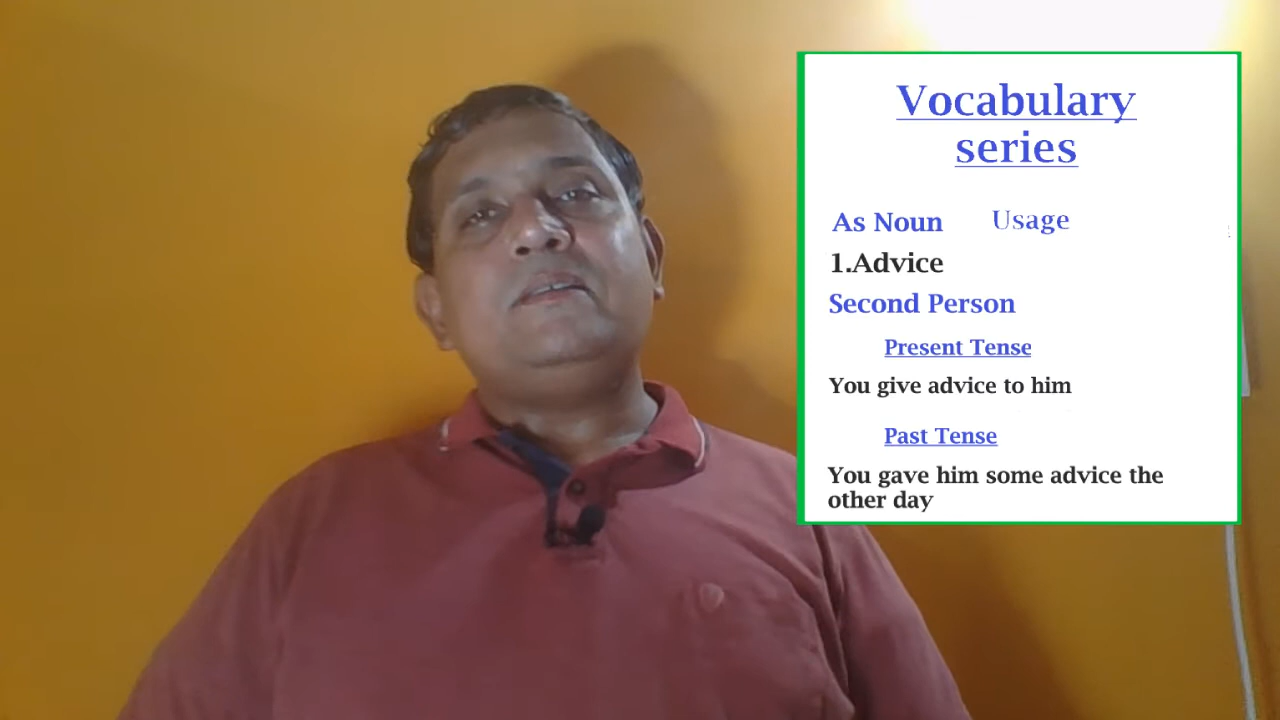 Vocabulary
series
As Noun Usage
1.Advice
Second Person
Present Tense
You give advice to him
Past Tense
You gave him some advice the
other day